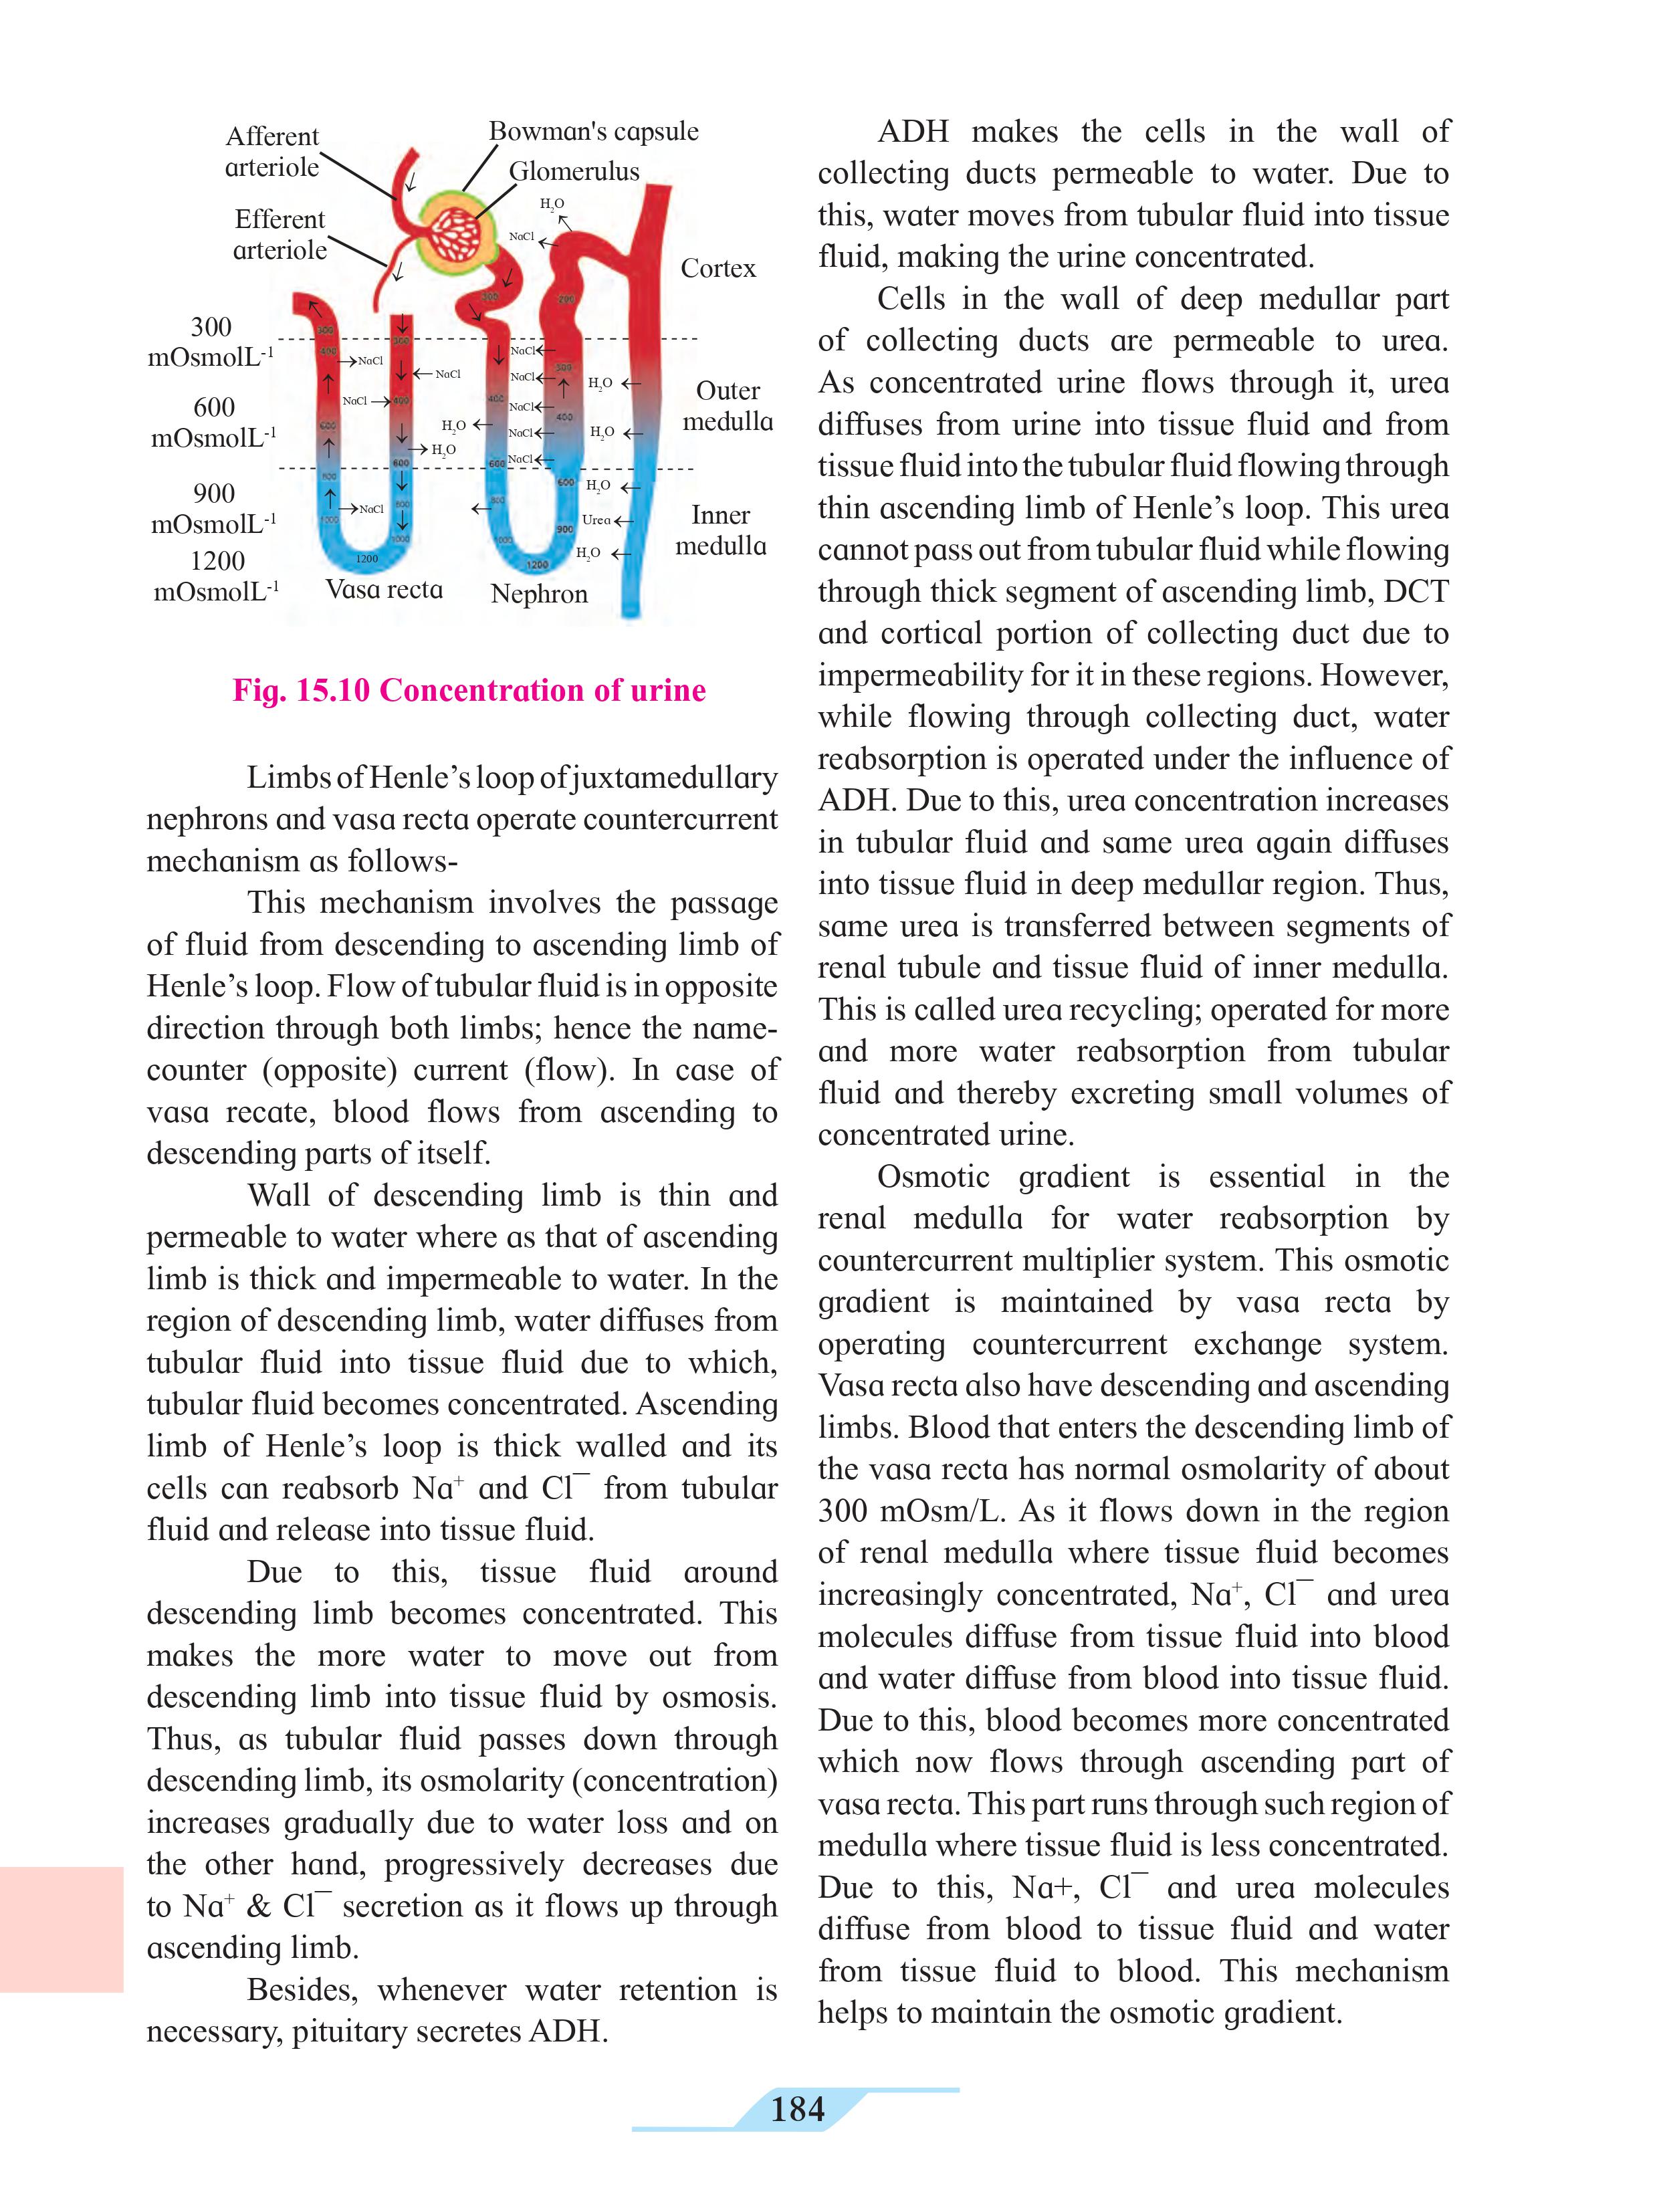 Afferent
arteriole
Bowman's capsule
Glomerulus
Efferent
arteriole
H2O
NaCl
Cortex
300
mOsmolL-1
600
mOsmolL-1
900
mOsmolL-1
1200
mOsmolL-1
NaCl
NaCl
NaCl
H2O
NaCl
1200
Vasa recta
H2O
NaCl
NaCl
NaCl
NaCl
NaCl
200
300
400
600
900
1200
Nephron
H2O
H2O
H2O
Urea
H2O
Outer
medulla
Inner
medulla
Fig. 15.10 Concentration of urine
Limbs of Henle’s loop of juxtamedullary
nephrons and vasa recta operate countercurrent
mechanism as follows-
This mechanism involves the passage
of fluid from descending to ascending limb of
Henle’s loop. Flow of tubular fluid is in opposite
direction through both limbs; hence the name-
counter (opposite) current (flow). In case of
vasa recate, blood flows from ascending to
descending parts of itself.
Wall of descending limb is thin and
permeable to water where as that of ascending
limb is thick and impermeable to water. In the
region of descending limb, water diffuses from
tubular fluid into tissue fluid due to which,
tubular fluid becomes concentrated. Ascending
limb of Henle’s loop is thick walled and its
cells can reabsorb Na+ and Cl¯ from tubular
fluid and release into tissue fluid.
Due to this, tissue fluid around
descending limb becomes concentrated. This
makes the more water to move out from
descending limb into tissue fluid by osmosis.
Thus, as tubular fluid passes down through
descending limb, its osmolarity (concentration)
increases gradually due to water loss and on
the other hand, progressively decreases due
to Na+ & Cl¯ secretion as it flows up through
ascending limb.
Besides, whenever water retention is
necessary, pituitary secretes ADH.
ADH makes the cells in the wall of
collecting ducts permeable to water. Due to
this, water moves from tubular fluid into tissue
fluid, making the urine concentrated.
Cells in the wall of deep medullar part
of collecting ducts are permeable to urea.
As concentrated urine flows through it, urea
diffuses from urine into tissue fluid and from
tissue fluid into the tubular fluid flowing through
thin ascending limb of Henle’s loop. This urea
cannot pass out from tubular fluid while flowing
through thick segment of ascending limb, DCT
and cortical portion of collecting duct due to
impermeability for it in these regions. However,
while flowing through collecting duct, water
reabsorption is operated under the influence of
ADH. Due to this, urea concentration increases
in tubular fluid and same urea again diffuses
into tissue fluid in deep medullar region. Thus,
same urea is transferred between segments of
renal tubule and tissue fluid of inner medulla.
This is called urea recycling; operated for more
and more water reabsorption from tubular
fluid and thereby excreting small volumes of
concentrated urine.
Osmotic gradient is essential in the
renal medulla for water reabsorption by
countercurrent multiplier system. This osmotic
gradient is maintained by vasa recta by
operating countercurrent exchange system.
Vasa recta also have descending and ascending
limbs. Blood that enters the descending limb of
the vasa recta has normal osmolarity of about
300 mOsm/L. As it flows down in the region
of renal medulla where tissue fluid becomes
increasingly concentrated, Na+, Cl¯ and urea
molecules diffuse from tissue fluid into blood
and water diffuse from blood into tissue fluid.
Due to this, blood becomes more concentrated
which now flows through ascending part of
vasa recta. This part runs through such region of
medulla where tissue fluid is less concentrated.
Due to this, Na+, Cl¯ and urea molecules
diffuse from blood to tissue fluid and water
from tissue fluid to blood. This mechanism
helps to maintain the osmotic gradient.
184